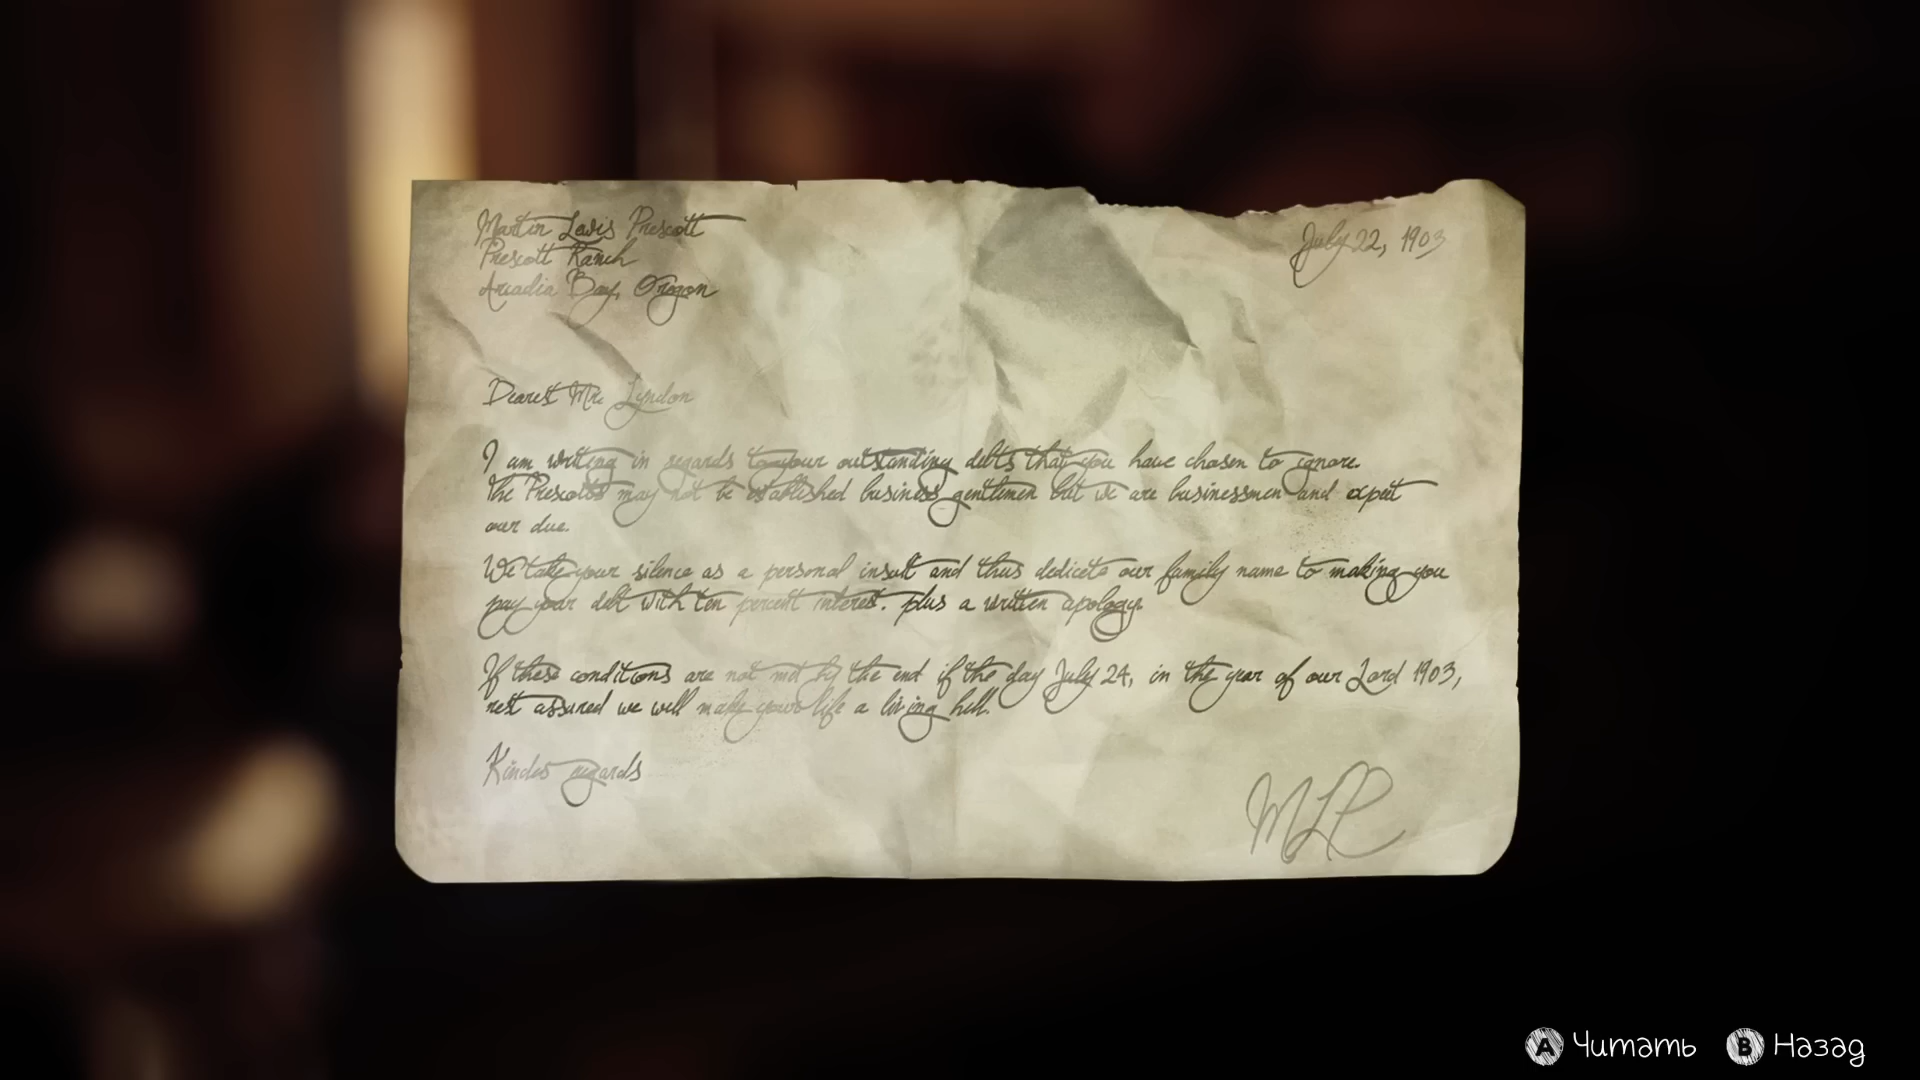 Martin Lewis Prescott
Prescott Ranch
Arcadia Bay, Oregon
July 22, 1903
Dearest Mr. Lyndon
I am writing in regards to your outstanding debts that you have chosen to ignore.
The Prescotts may not be established business gentlemen but we are businessmen and expect
our due.
We take your silence as a personal insult and thus dedicate our family name to making you
pay your debt with ten percent interest. plus a written apology.
If these conditions are not met by the end if the day July 24, in the year of our Lord 1903,
rest assured we will make your life a living hell.
Kindes regards
MLP
A Читать B Назад